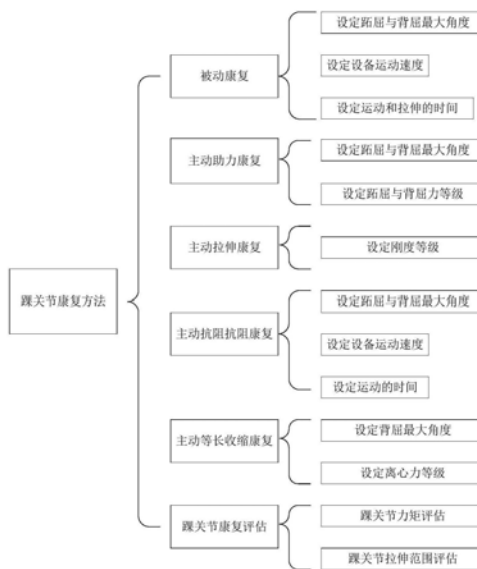 踝关节康复方法
被动康复
设定跖屈与背屈最大角度
设定设备运动速度
设定运动和拉伸的时间
主动助力康复
设定跖屈与背屈最大角度
设定跖屈与背屈力等级
主动拉伸康复
设定刚度等级
主动抗阻抗阻康复
设定跖屈与背屈最大角度
设定设备运动速度
设定运动的时间
主动等长收缩康复
设定背屈最大角度
设定离心力等级
踝关节康复评估
踝关节力矩评估
踝关节拉伸范围评估